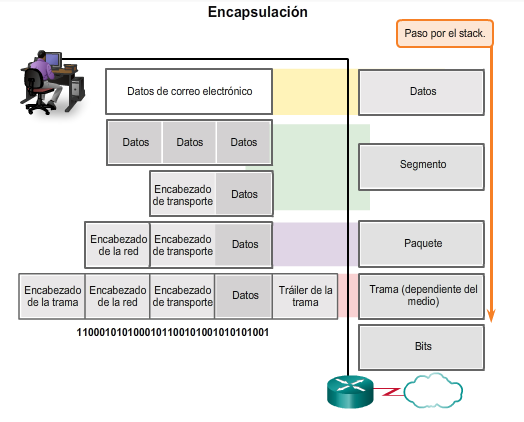 Encapsulación
Paso por el stack.
Datos de correo electrónico
Datos
Datos Datos Datos
Segmento
Encabezado
de transporte
Datos
Encabezado
de la red
Encabezado
de transporte
Datos
Paquete
Encabezado
de la trama
Encabezado
de la red
Encabezado
de transporte
Datos
Tráiler de la
trama
Trama (dependiente del
medio)
1100010101000101100101001010101001
Bits